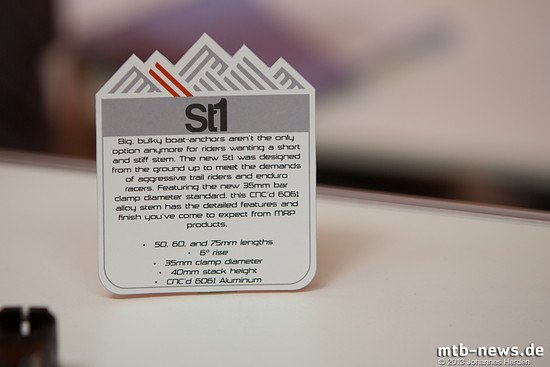 St1
Big, bulky boat-anchors aren't the only
option anymore for riders wanting a short
and stiff stem. The new St1 was designed
from the ground up to meet the demands
of aggressive trail riders and enduro
racers. Featuring the new 35mm bar
clamp diameter standard, this CNC'd 6061
alloy stem has the detailed features and
finish you've come to expect from MRP
products.
• 50, 60, and 75mm lengths
• 6° rise
• 35mm clamp diameter
• 40mm stack height
• CNC'd 6061 Aluminum
mtb-news.de
© 2013 Johannes Herden